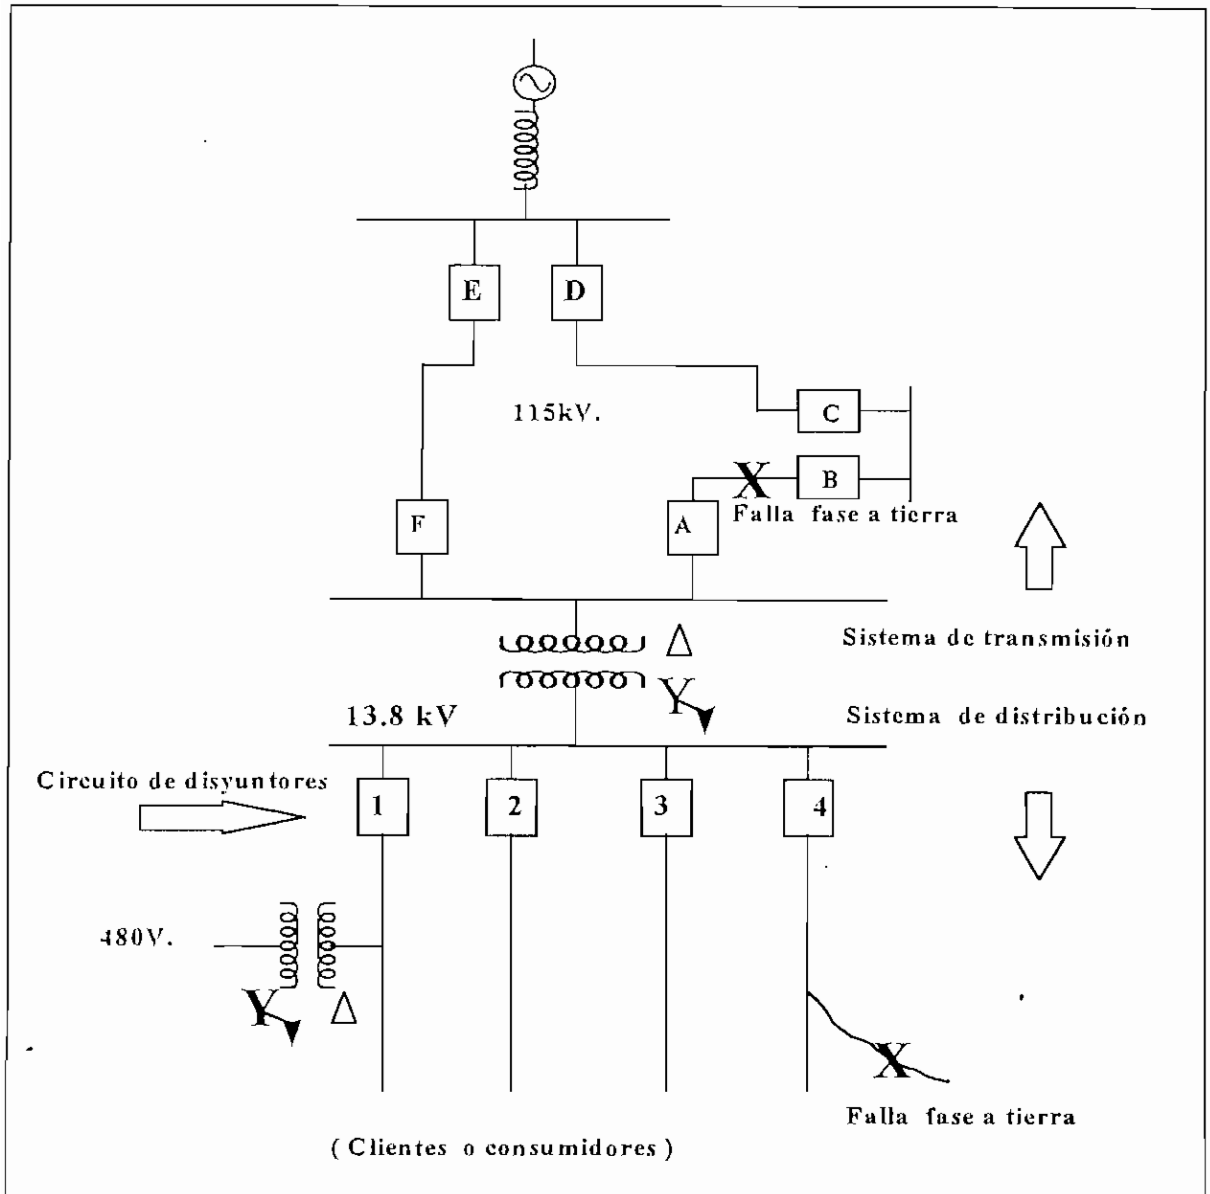 E D
115kV.
C
B
X
Falla fase a tierra
F
A
Sistema de transmisión
Δ
Y
13.8 kV
Sistema de distribución
Circuito de disyuntores
1 2 3 4
480V.
Y Δ
X
Falla fase a tierra
( Clientes o consumidores )